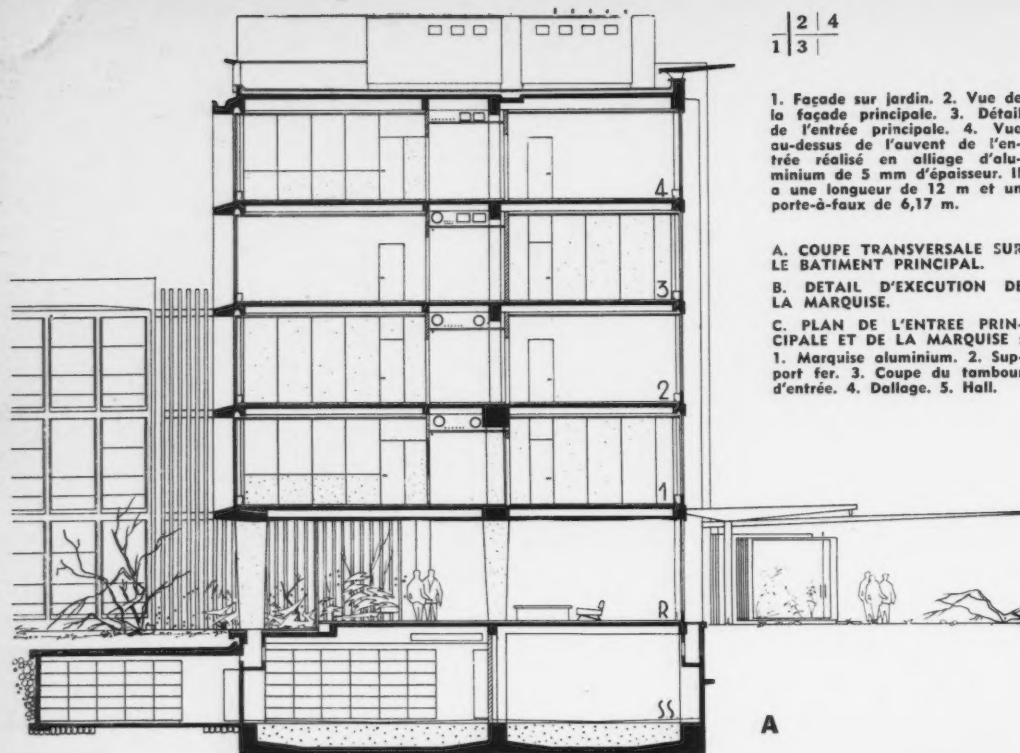 2 4
1 3
1. Façade sur jardin. 2. Vue de
la façade principale. 3. Détail
de l'entrée principale. 4. Vue
au-dessus de l'auvent de l'en-
trée réalisé en alliage d'alu-
minium de 5 mm d'épaisseur. Il
a une longueur de 12 m et un
porte-à-faux de 6,17 m.
A. COUPE TRANSVERSALE SUR
LE BATIMENT PRINCIPAL.
B. DETAIL D'EXECUTION DE
LA MARQUISE.
C. PLAN DE L'ENTREE PRIN-
CIPALE ET DE LA MARQUISE :
1. Marquise aluminium. 2. Sup-
port fer. 3. Coupe du tambour
d'entrée. 4. Dallage. 5. Hall.
4
3
2
1
R
SS
A